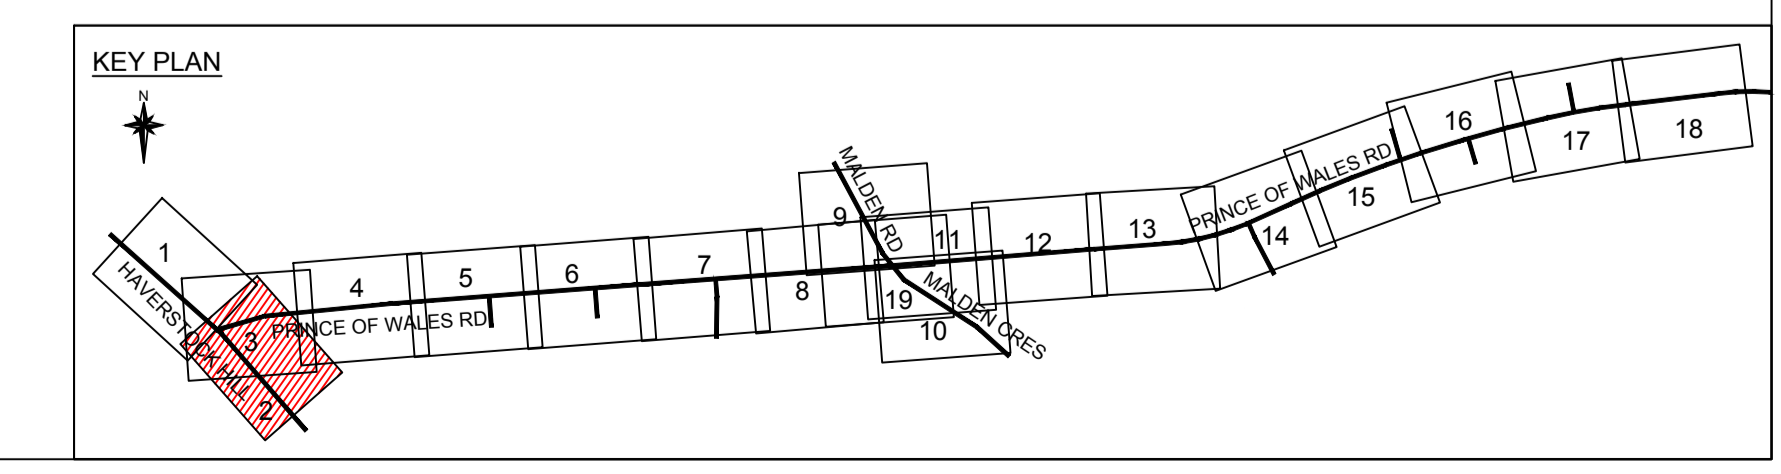 KEY PLAN
N
1
HAVERSTOCK HILL
2
3
4
PRINCE OF WALES RD
5
6
7
8
MALDEN RD
9
19
10
MALDEN CRES
11
12
13
PRINCE OF WALES RD
14
15
16
17
18